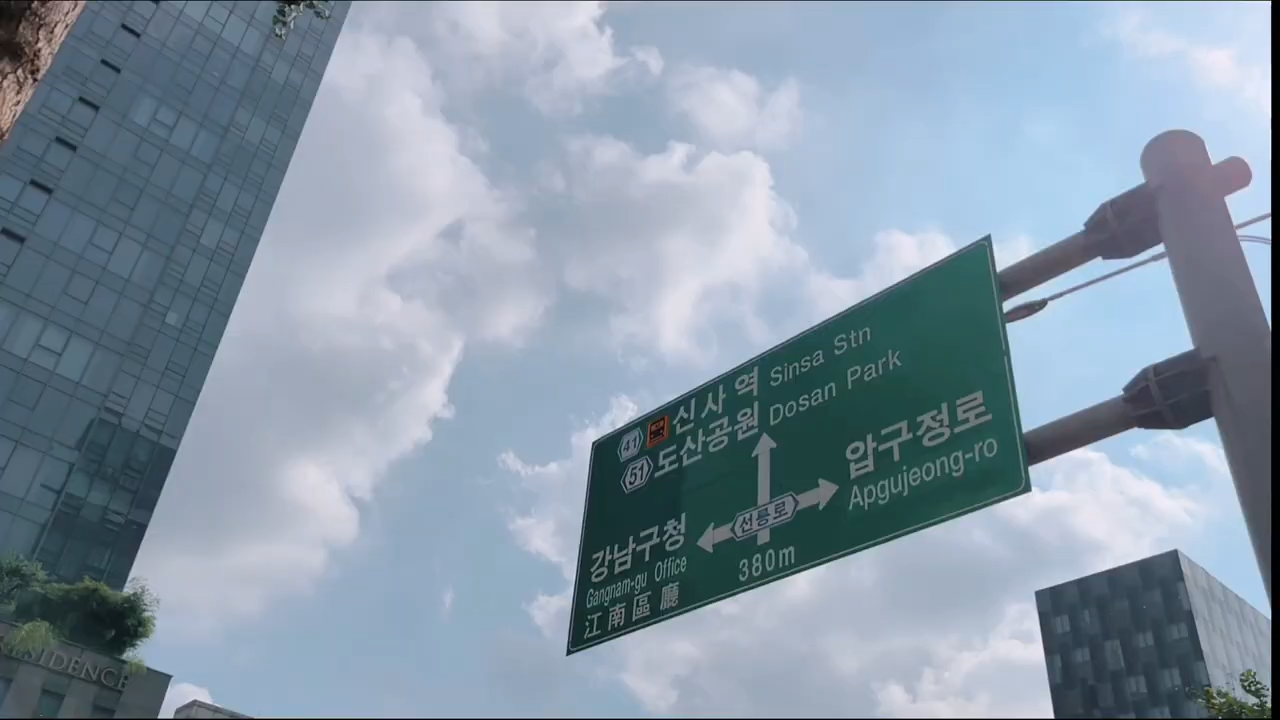 41 신사역 Sinsa Stn
51 도산공원 Dosan Park
압구정로
Apgujeong-ro
선릉로
강남구청
Gangnam-gu Office
江南區廳
380m
RESIDENCE